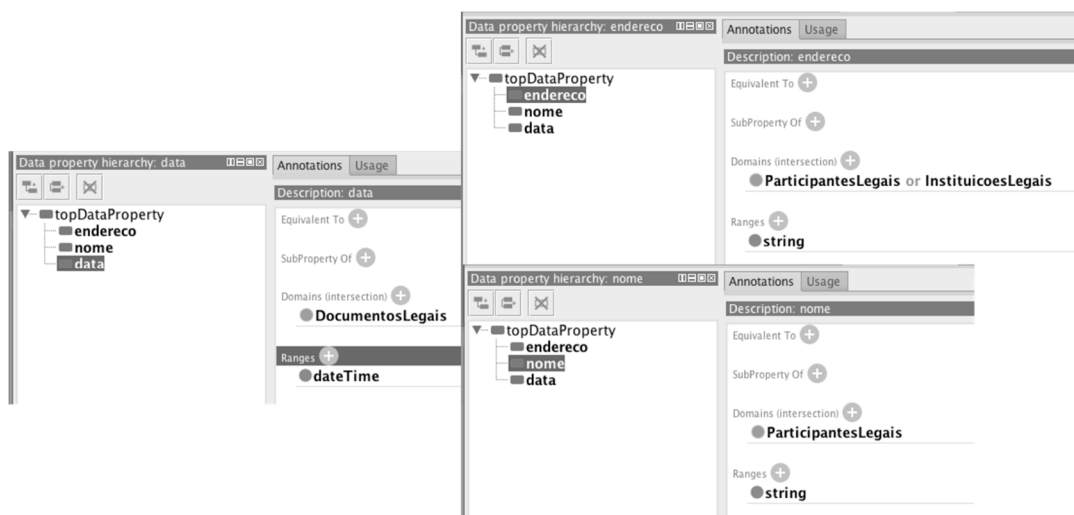 Data property hierarchy: data
topDataProperty
endereco
nome
data
Annotations Usage
Description: data
Equivalent To
SubProperty Of
Domains (intersection)
DocumentosLegais
Ranges
dateTime
Data property hierarchy: endereco
topDataProperty
endereco
nome
data
Annotations Usage
Description: endereco
Equivalent To
SubProperty Of
Domains (intersection)
ParticipantesLegais or InstituicoesLegais
Ranges
string
Data property hierarchy: nome
topDataProperty
endereco
nome
data
Annotations Usage
Description: nome
Equivalent To
SubProperty Of
Domains (intersection)
ParticipantesLegais
Ranges
string